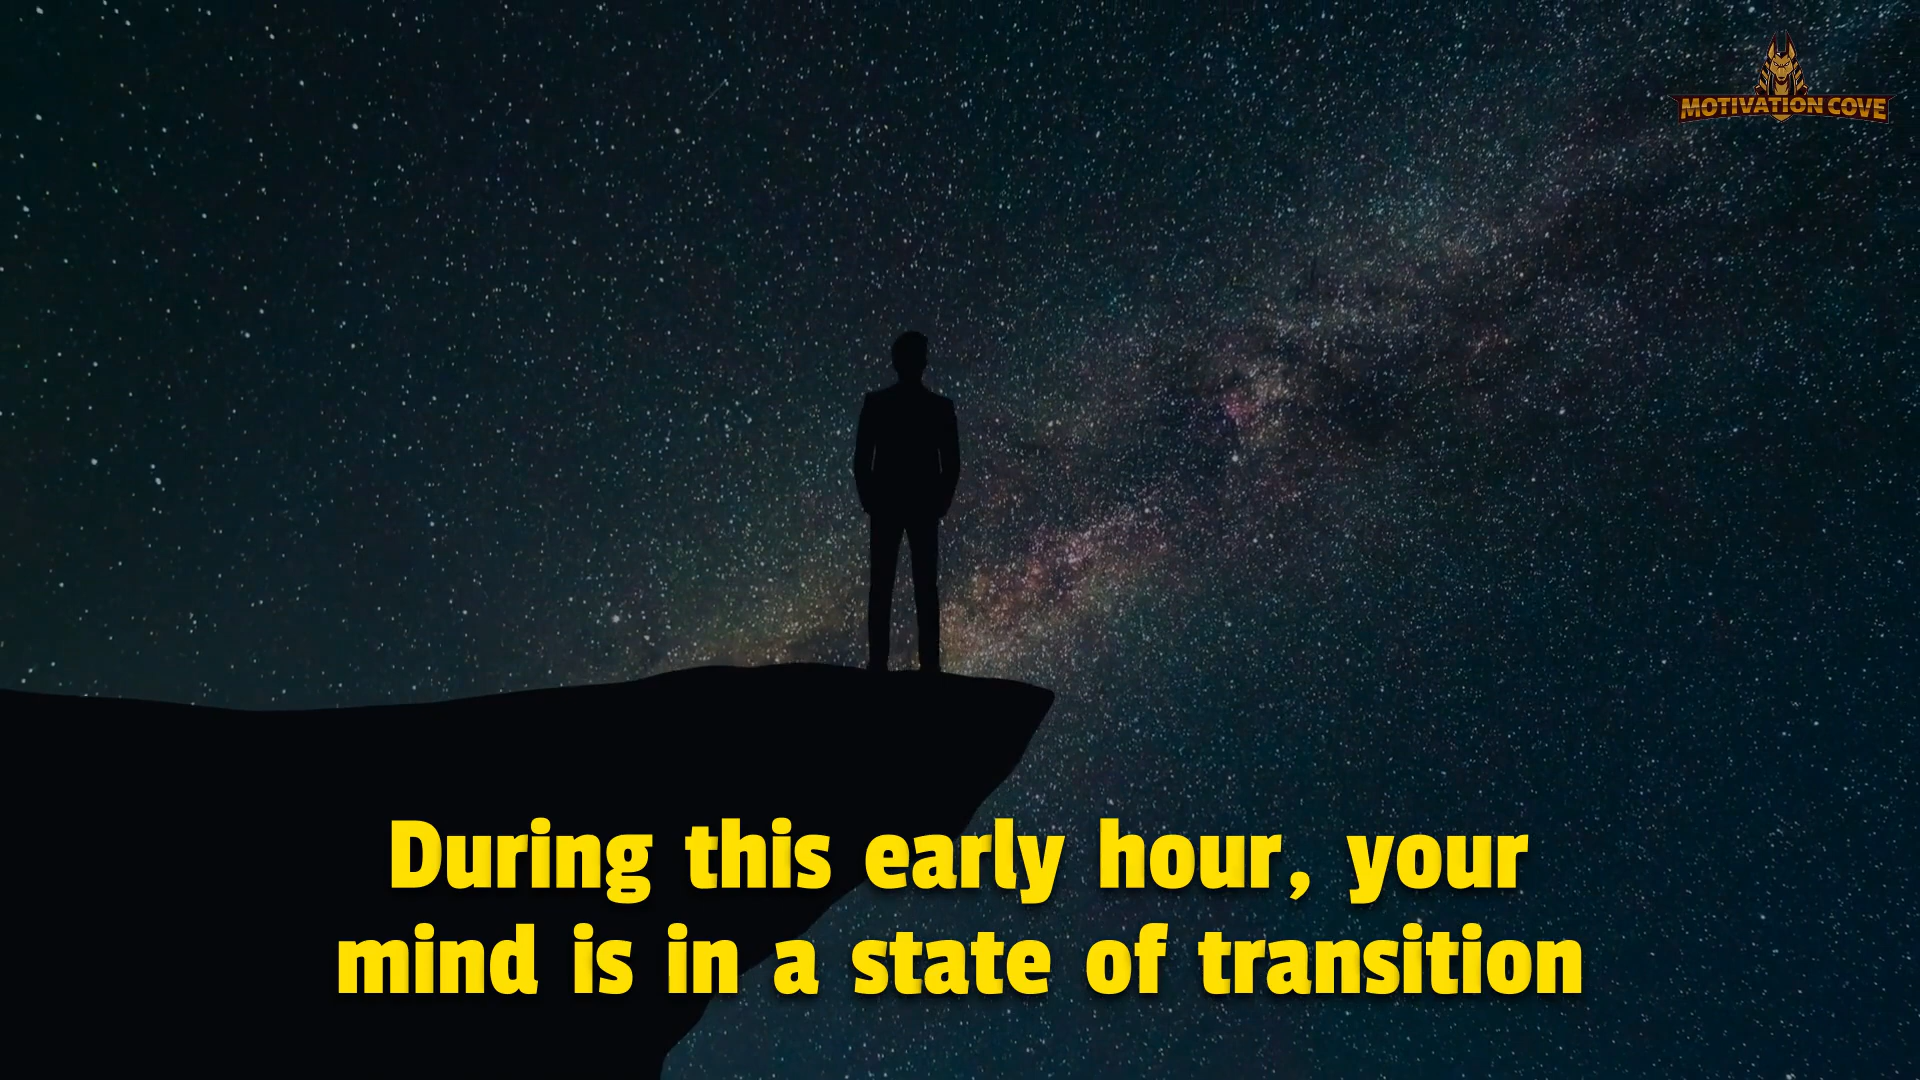 MOTIVATION COVE
During this early hour, your
mind is in a state of transition